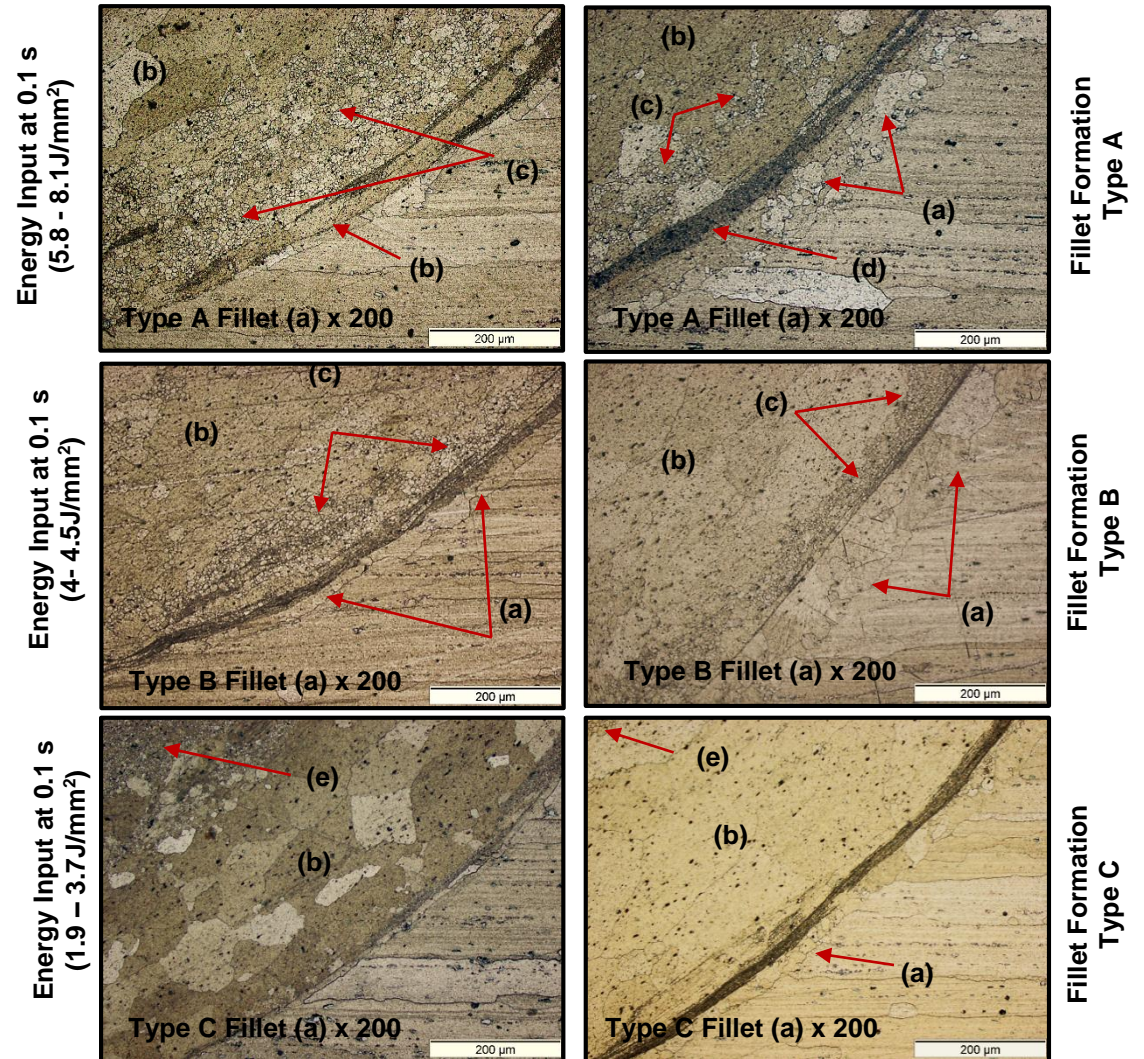 Energy Input at 0.1 s
(5.8 - 8.1J/mm²)
(b)
(c)
(b)
Type A Fillet (a) x 200
200 µm
(b)
(c)
(a)
(d)
Type A Fillet (a) x 200
200 µm
Fillet Formation
Type A
Energy Input at 0.1 s
(4- 4.5J/mm²)
(c)
(b)
(a)
Type B Fillet (a) x 200
200 µm
(c)
(b)
(a)
Type B Fillet (a) x 200
200 µm
Fillet Formation
Type B
Energy Input at 0.1 s
(1.9 – 3.7J/mm²)
(e)
(b)
Type C Fillet (a) x 200
200 µm
(e)
(b)
(a)
Type C Fillet (a) x 200
200 µm
Fillet Formation
Type C